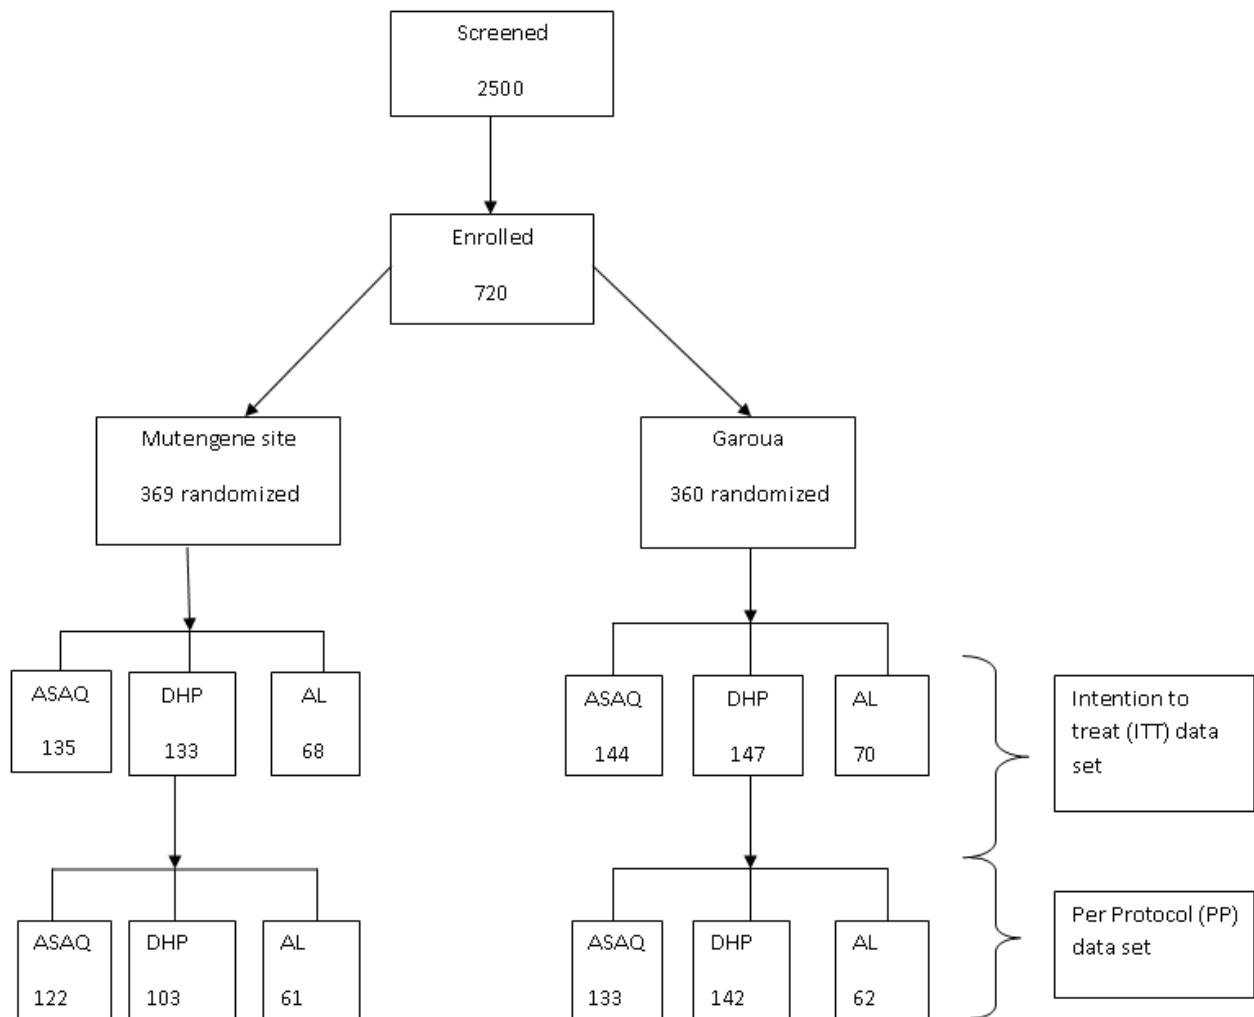 Screened
2500
Enrolled
720
Mutengene site
369 randomized
Garoua
360 randomized
ASAQ
135
DHP
133
AL
68
ASAQ
144
DHP
147
AL
70
Intention to
treat (ITT) data
set
ASAQ
122
DHP
103
AL
61
ASAQ
133
DHP
142
AL
62
Per Protocol (PP)
data set